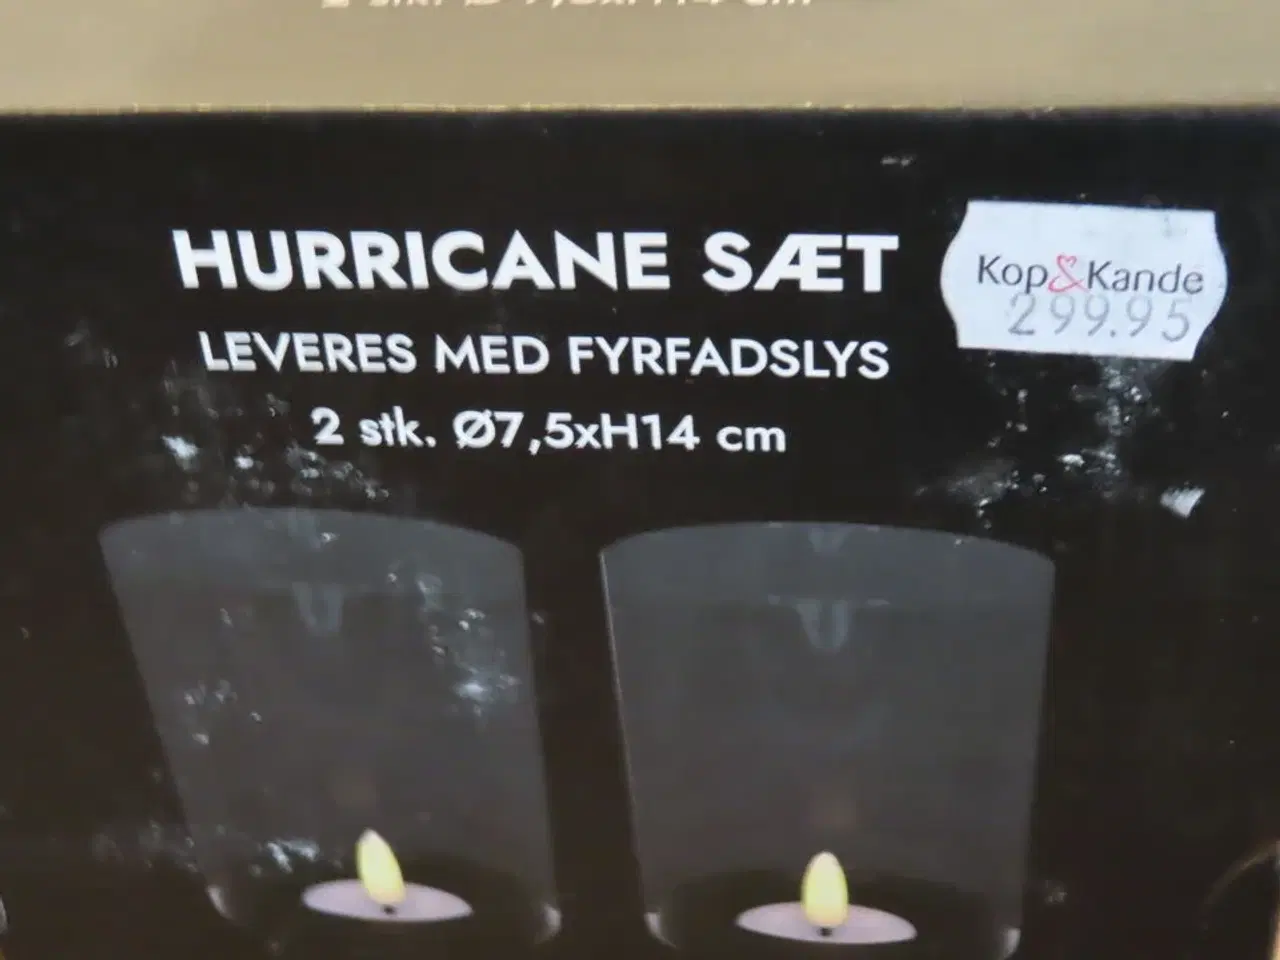 HURRICANE SÆT
LEVERES MED FYRFADSLYS
2 stk. Ø7,5xH14 cm
Kop&Kande
299.95